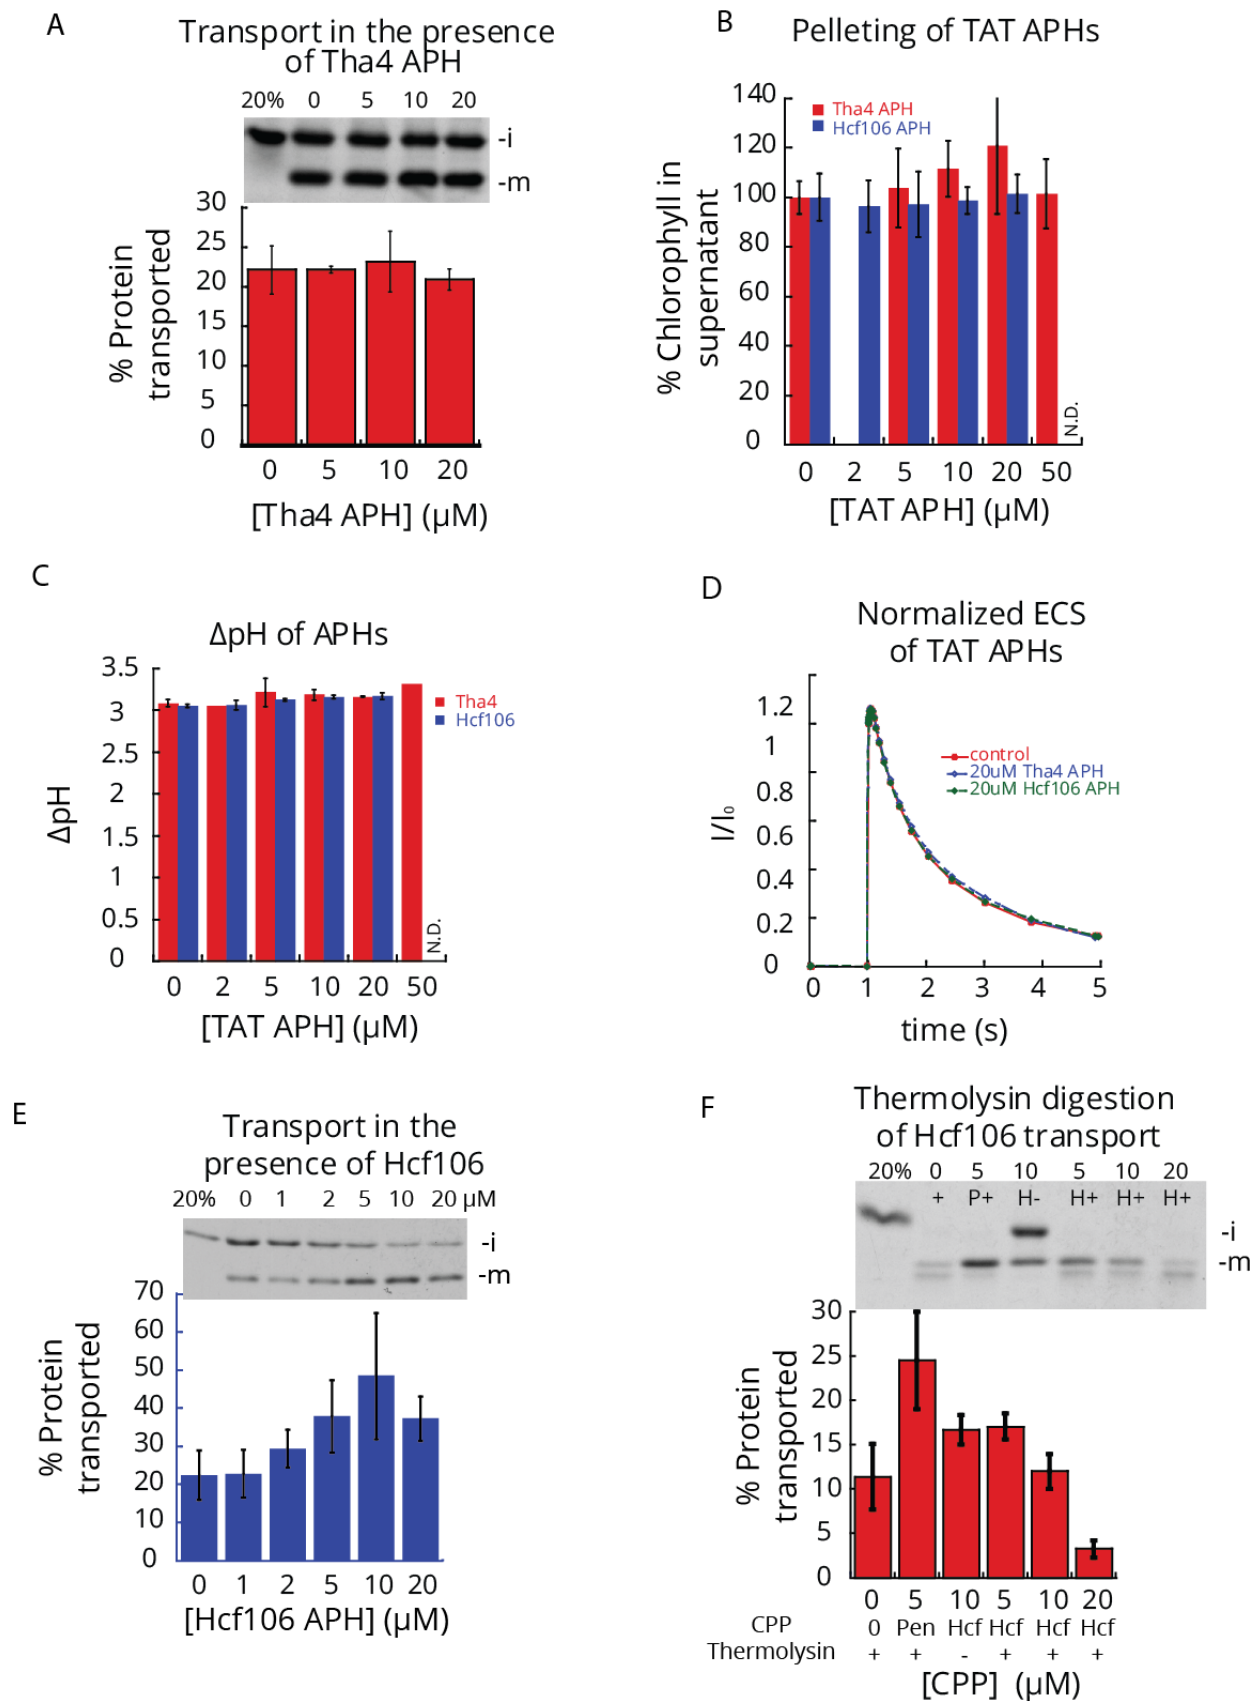 A
Transport in the presence
of Tha4 APH
20% 0 5 10 20
-i
-m
30
25
20
15
10
5
0
% Protein
transported
0 5 10 20
[Tha4 APH] (µM)
B
Pelleting of TAT APHs
140
120
100
80
60
40
20
0
Tha4 APH
Hcf106 APH
% Chlorophyll in
supernatant
N.D.
0 2 5 10 20 50
[TAT APH] (µM)
C
ΔpH of APHs
3.5
3
2.5
2
1.5
1
0.5
0
ΔpH
Tha4
Hcf106
N.D.
0 2 5 10 20 50
[TAT APH] (µM)
D
Normalized ECS
of TAT APHs
1.2
1
0.8
0.6
0.4
0.2
0
I/I₀
control
20uM Tha4 APH
20uM Hcf106 APH
0 1 2 3 4 5
time (s)
E
Transport in the
presence of Hcf106
20% 0 1 2 5 10 20 µM
-i
-m
70
60
50
40
30
20
10
0
% Protein
transported
0 1 2 5 10 20
[Hcf106 APH] (µM)
F
Thermolysin digestion
of Hcf106 transport
20% 0 5 10 5 10 20
+ P+ H- H+ H+ H+
-i
-m
30
25
20
15
10
5
0
% Protein
transported
0 5 10 5 10 20
CPP 0 Pen Hcf Hcf Hcf Hcf
Thermolysin + + - + + +
[CPP] (µM)